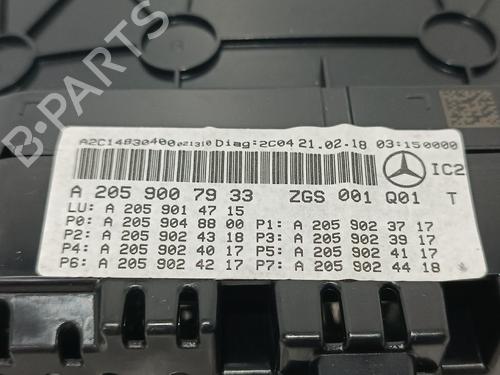 B-PARTS
A2C14830400021310 Diag:2C04 21.02.18 03:150000
IC2
A 205 900 79 33 ZGS 001 Q01 T
LU: A 205 901 47 15
P0: A 205 904 88 00 P1: A 205 902 37 17
P2: A 205 902 43 18 P3: A 205 902 39 17
P4: A 205 902 40 17 P5: A 205 902 41 17
P6: A 205 902 42 17 P7: A 205 902 44 18